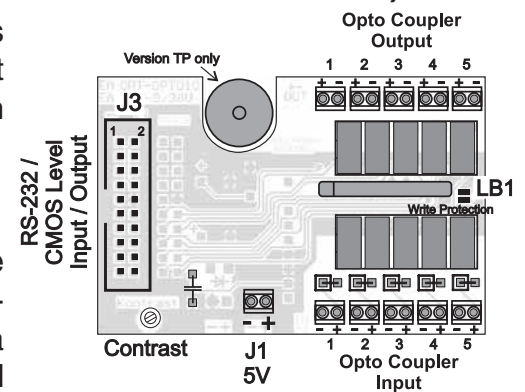 Opto Coupler
Output
Version TP only
1 2 3 4 5
+ - + - + - + - + -
J3
1 2
RS-232 /
CMOS Level
Input / Output
LB1
Write Protection
Kontrast
- +
- + - + - + - + - +
1 2 3 4 5
Contrast
J1
5V
Opto Coupler
Input